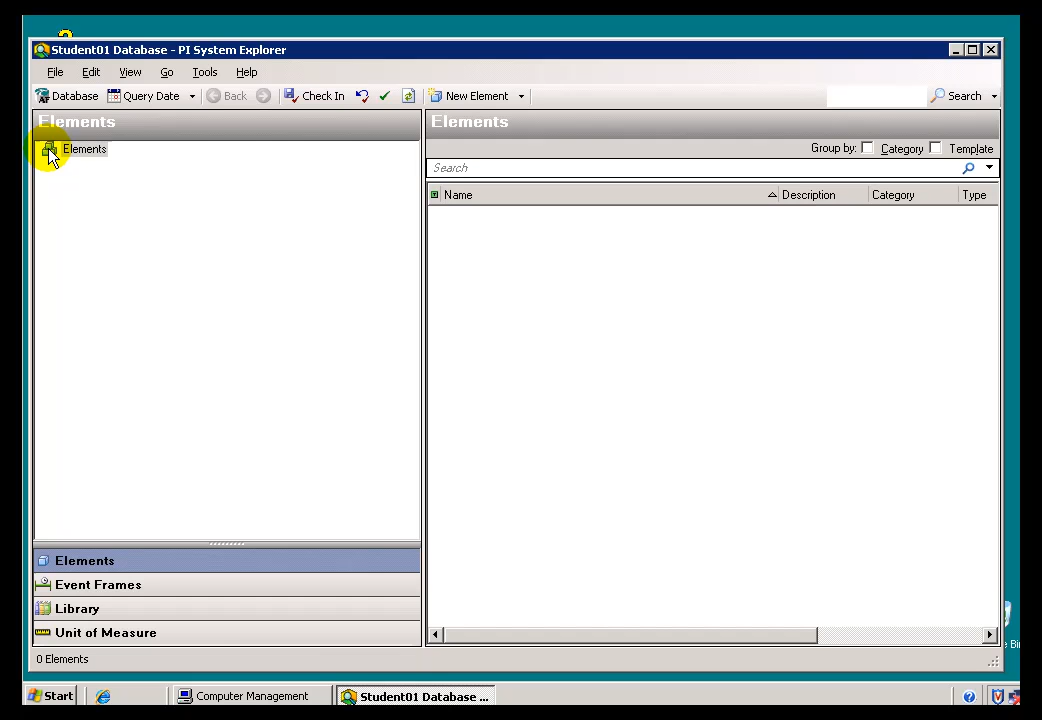 Student01 Database - PI System Explorer
File Edit View Go Tools Help
Database Query Date Back Check In New Element Search
Elements
Elements
Elements
Group by: Category Template
Search
Name Description Category Type
Elements
Event Frames
Library
Unit of Measure
0 Elements
Start Computer Management Student01 Database ...